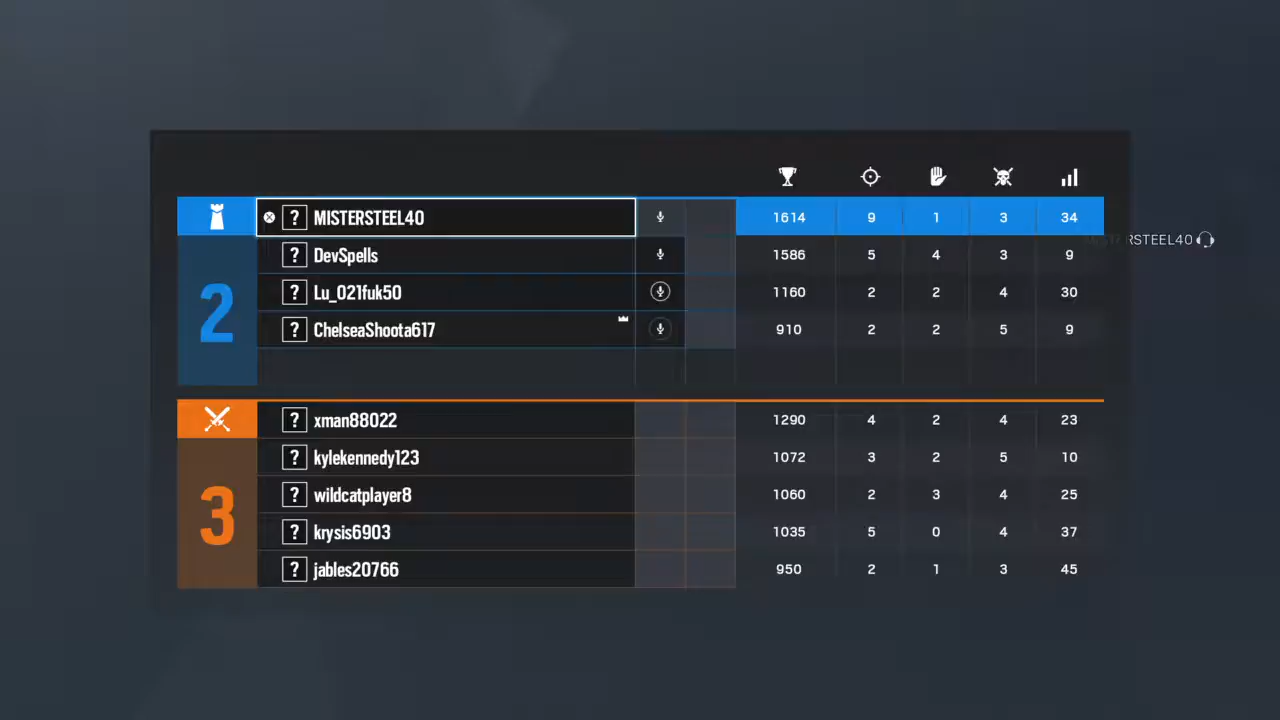 ? MISTERSTEEL40 1614 9 1 3 34
RSTEEL40
2
? DevSpells 1586 5 4 3 9
? Lu_021fuk50 1160 2 2 4 30
? ChelseaShoota617 910 2 2 5 9
3
? xman88022 1290 4 2 4 23
? kylekennedy123 1072 3 2 5 10
? wildcatplayer8 1060 2 3 4 25
? krysis6903 1035 5 0 4 37
? jables20766 950 2 1 3 45